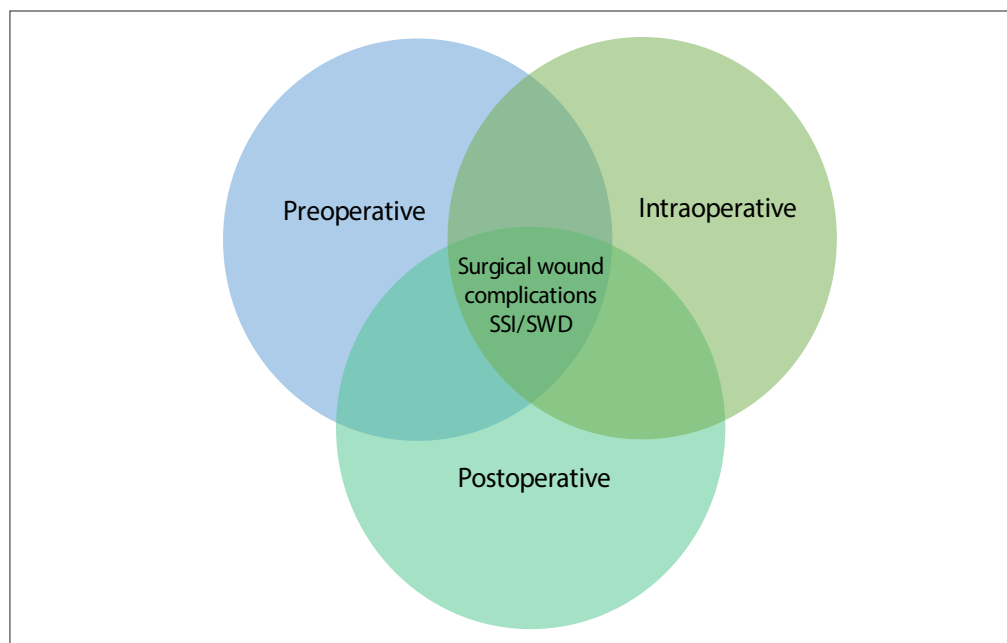 Preoperative
Intraoperative
Surgical wound
complications
SSI/SWD
Postoperative